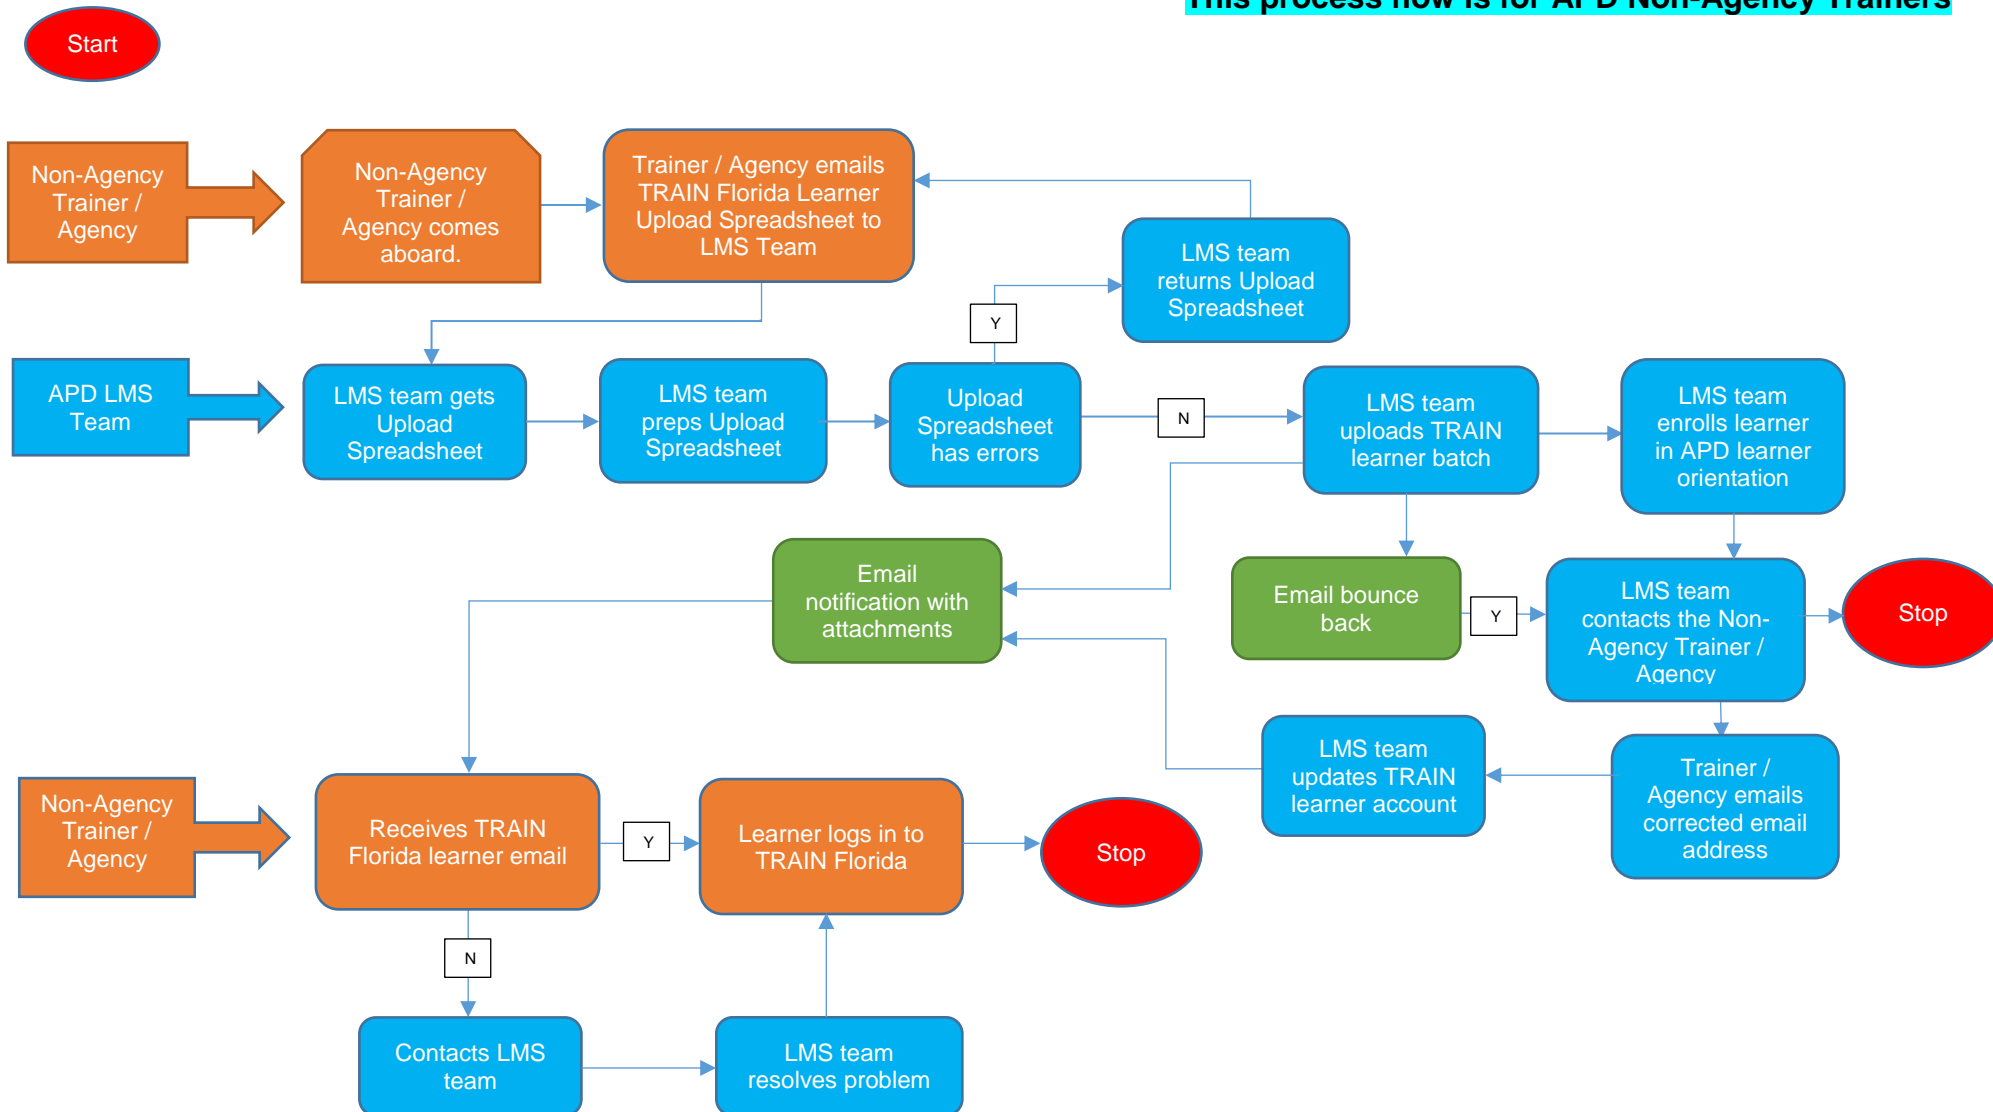 This process flow is for APD Non-Agency Trainers
Start
Non-Agency
Trainer /
Agency
Non-Agency
Trainer /
Agency comes
aboard.
Trainer / Agency emails
TRAIN Florida Learner
Upload Spreadsheet to
LMS Team
LMS team
returns Upload
Spreadsheet
Y
APD LMS
Team
LMS team gets
Upload
Spreadsheet
LMS team
preps Upload
Spreadsheet
Upload
Spreadsheet
has errors
N
LMS team
uploads TRAIN
learner batch
LMS team
enrolls learner
in APD learner
orientation
Email
notification with
attachments
Email bounce
back
Y
LMS team
contacts the Non-
Agency Trainer /
Agency
Stop
Non-Agency
Trainer /
Agency
Receives TRAIN
Florida learner email
Y
Learner logs in to
TRAIN Florida
Stop
LMS team
updates TRAIN
learner account
Trainer /
Agency emails
corrected email
address
N
Contacts LMS
team
LMS team
resolves problem